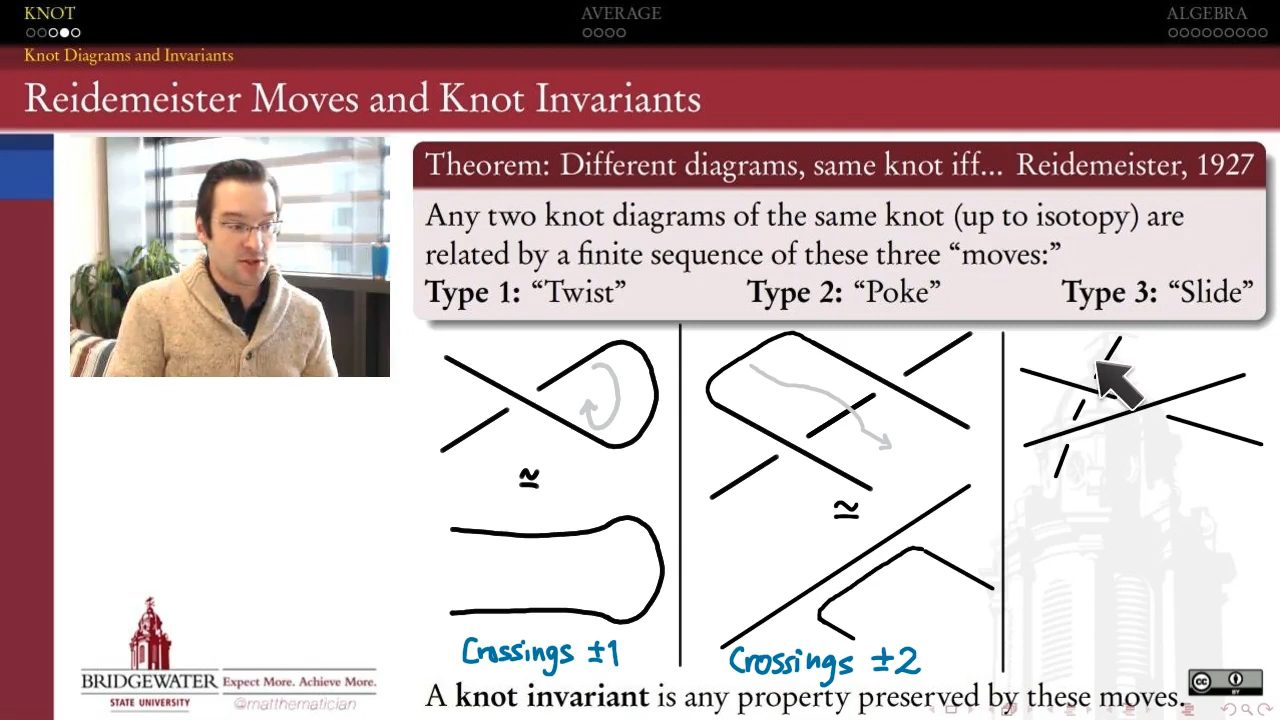 KNOT
AVERAGE
ALGEBRA
Knot Diagrams and Invariants
Reidemeister Moves and Knot Invariants
Theorem: Different diagrams, same knot iff... Reidemeister, 1927
Any two knot diagrams of the same knot (up to isotopy) are
related by a finite sequence of these three “moves:”
Type 1: “Twist” Type 2: “Poke” Type 3: “Slide”
≅
≅
Crossings ±1
Crossings ±2
A knot invariant is any property preserved by these moves.
BRIDGEWATER
STATE UNIVERSITY
Expect More. Achieve More.
@matthematician
CC
BY